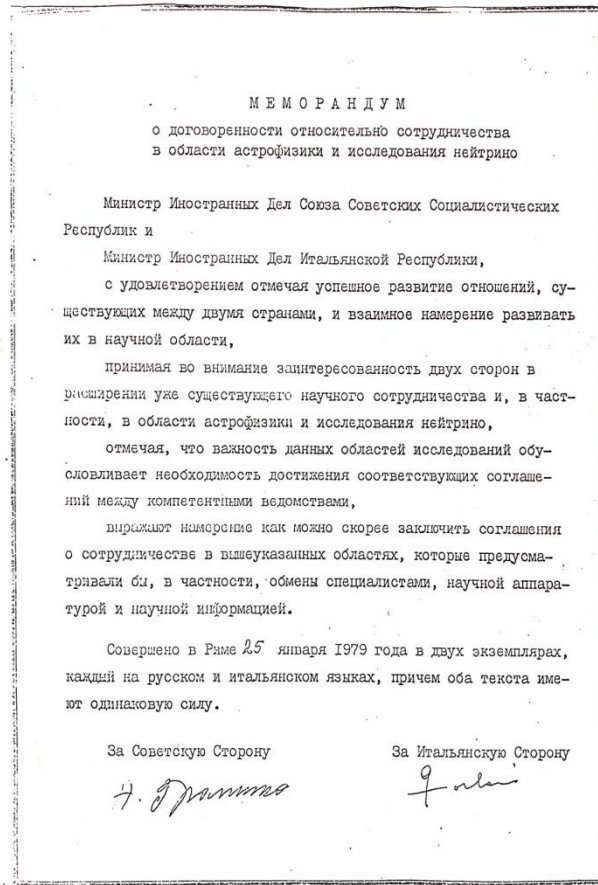 МЕМОРАНДУМ
о договоренности относительно сотрудничества
в области астрофизики и исследования нейтрино
Министр Иностранных Дел Союза Советских Социалистических
Республик и
Министр Иностранных Дел Итальянской Республики,
с удовлетворением отмечая успешное развитие отношений, су-
ществующих между двумя странами, и взаимное намерение развивать
их в научной области,
принимая во внимание заинтересованность двух сторон в
расширении уже существующего научного сотрудничества и, в част-
ности, в области астрофизики и исследования нейтрино,
отмечая, что важность данных областей исследований обу-
словливает необходимость достижения соответствующих соглаше-
ний между компетентными ведомствами,
выражают намерение как можно скорее заключить соглашения
о сотрудничестве в вышеуказанных областях, которые предусма-
тривали бы, в частности, обмены специалистами, научной аппара-
турой и научной информацией.
Совершено в Риме 25 января 1979 года в двух экземплярах,
каждый на русском и итальянском языках, причем оба текста име-
ют одинаковую силу.
За Советскую Сторону
За Итальянскую Сторону